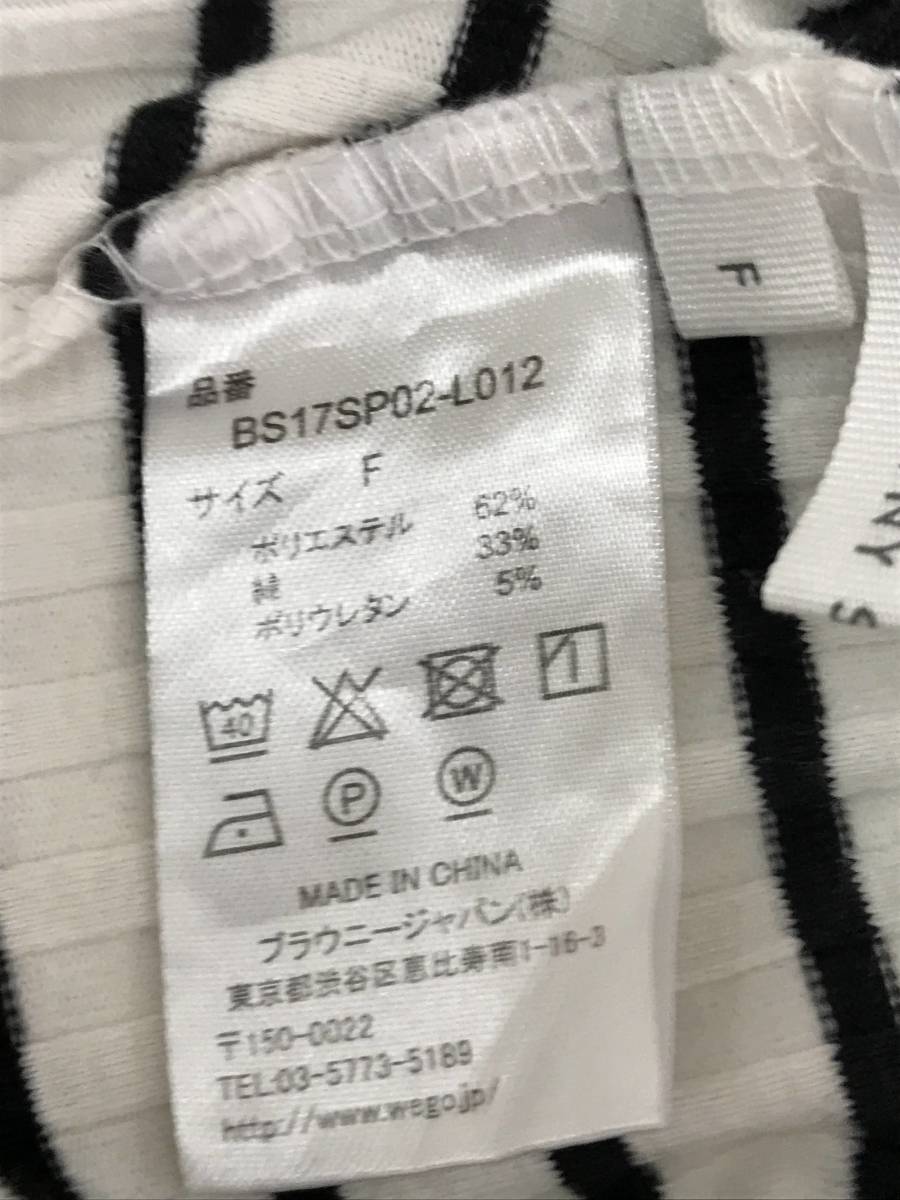 品番
BS17SP02-L012
サイズ F
ポリエステル 62%
綿 33%
ポリウレタン 5%
40
P
W
MADE IN CHINA
ブラウニージャパン(株)
東京都渋谷区恵比寿南1-16-3
〒150-0022
TEL:03-5773-5189
http://www.wego.jp/
F
NY S